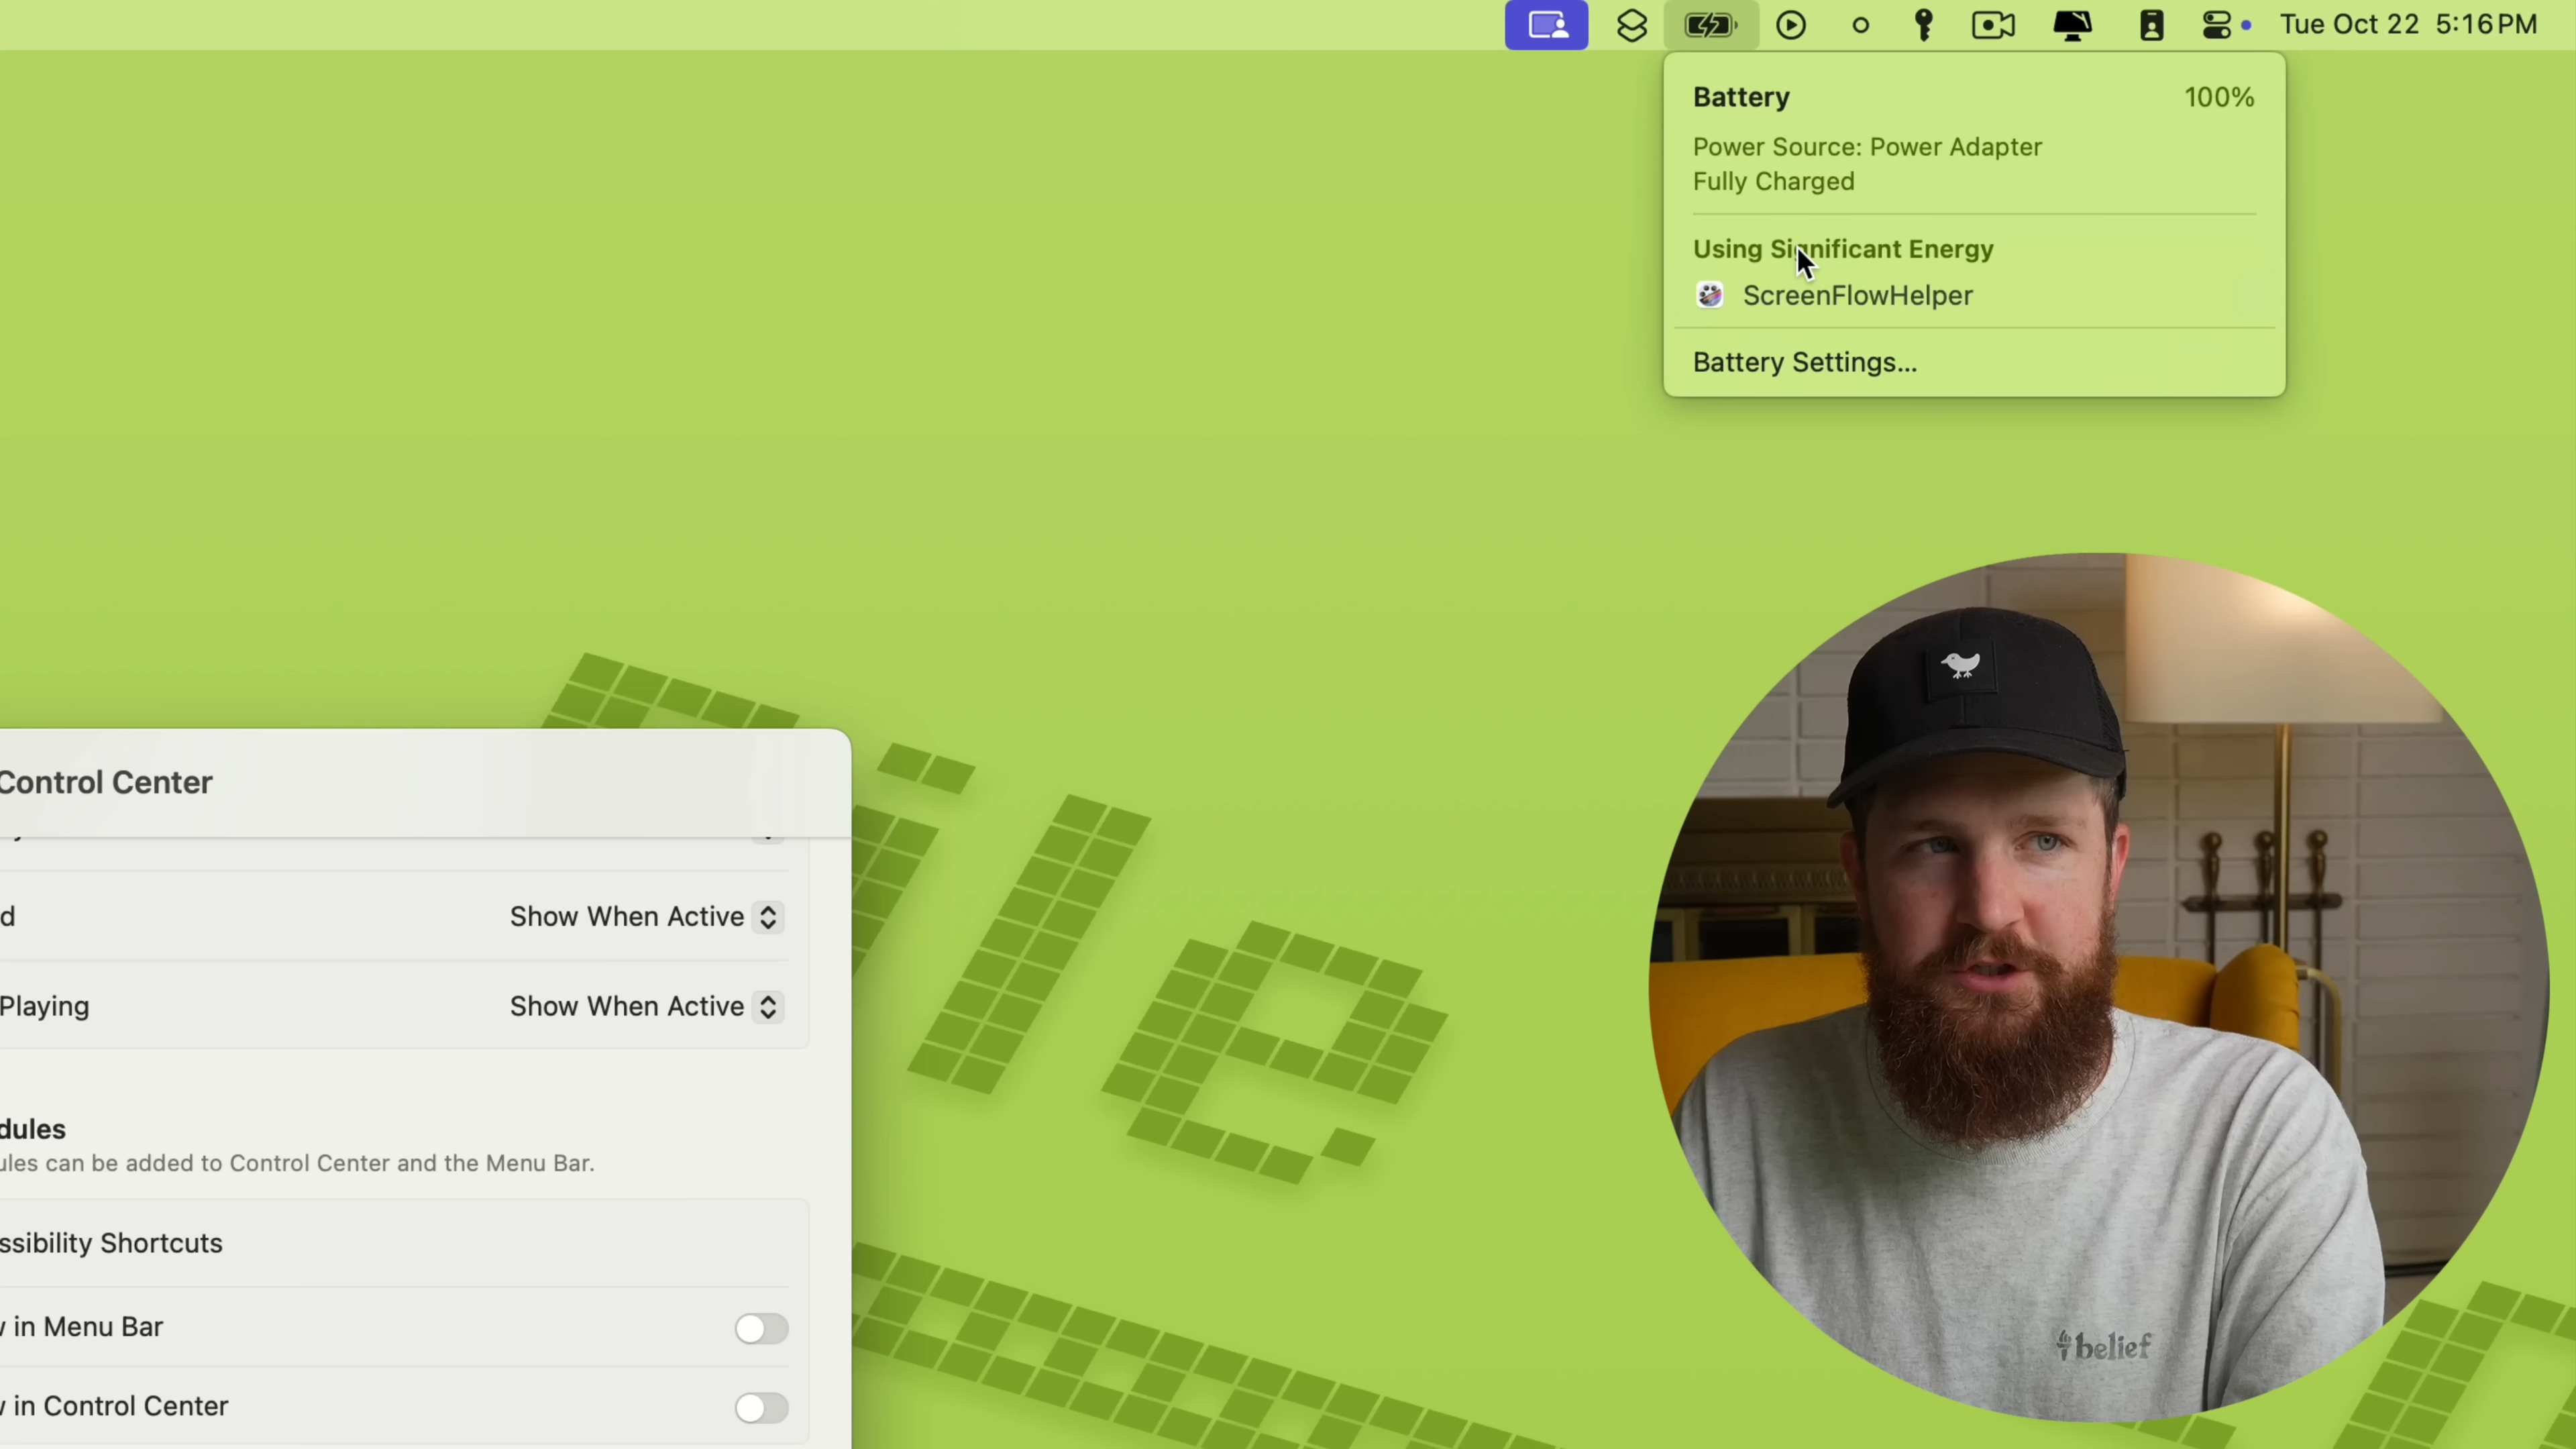 Tue Oct 22 5:16 PM
Battery 100%
Power Source: Power Adapter
Fully Charged
Using Significant Energy
ScreenFlowHelper
Battery Settings...
Control Center
Show When Active
Playing Show When Active
dules
ules can be added to Control Center and the Menu Bar.
ssibility Shortcuts
in Menu Bar
in Control Center
ile
belief